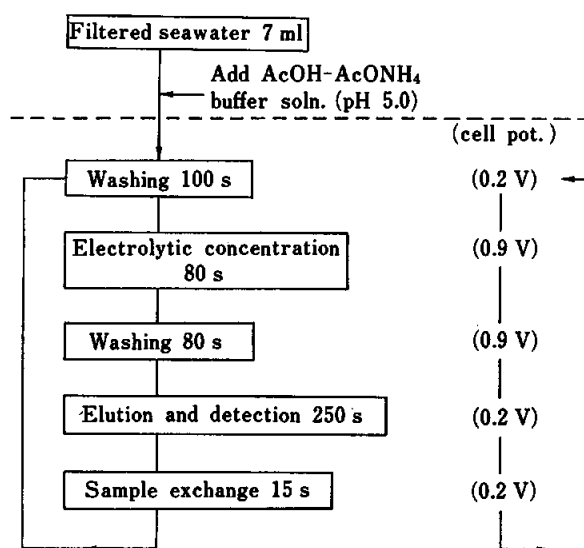 Filtered seawater 7 ml
Add AcOH-AcONH₄
buffer soln. (pH 5.0)
(cell pot.)
Washing 100 s
(0.2 V)
Electrolytic concentration
80 s
(0.9 V)
Washing 80 s
(0.9 V)
Elution and detection 250 s
(0.2 V)
Sample exchange 15 s
(0.2 V)